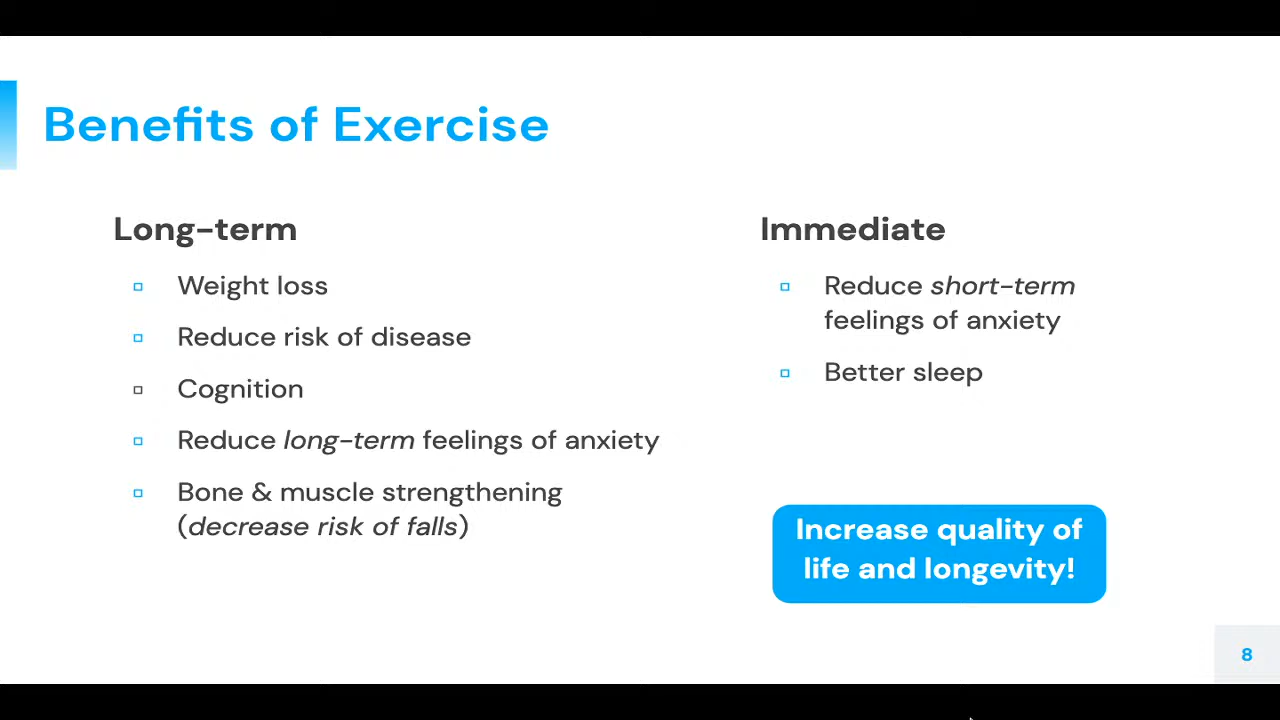 Benefits of Exercise
Long-term
Weight loss
Reduce risk of disease
Cognition
Reduce long-term feelings of anxiety
Bone & muscle strengthening
(decrease risk of falls)
Immediate
Reduce short-term
feelings of anxiety
Better sleep
Increase quality of
life and longevity!
8